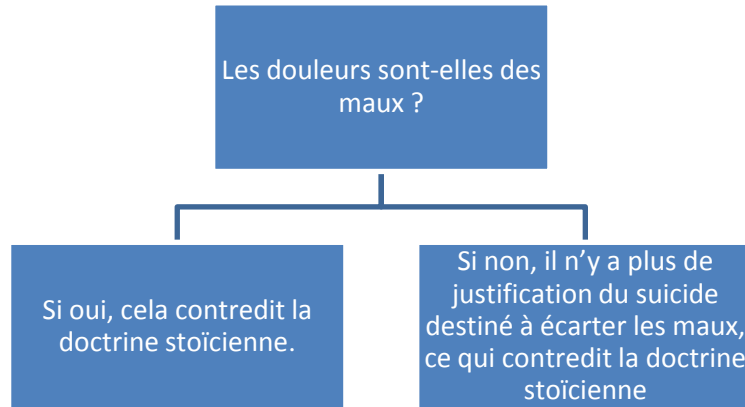 Les douleurs sont-elles des
maux ?
Si oui, cela contredit la
doctrine stoïcienne.
Si non, il n’y a plus de
justification du suicide
destiné à écarter les maux,
ce qui contredit la doctrine
stoïcienne